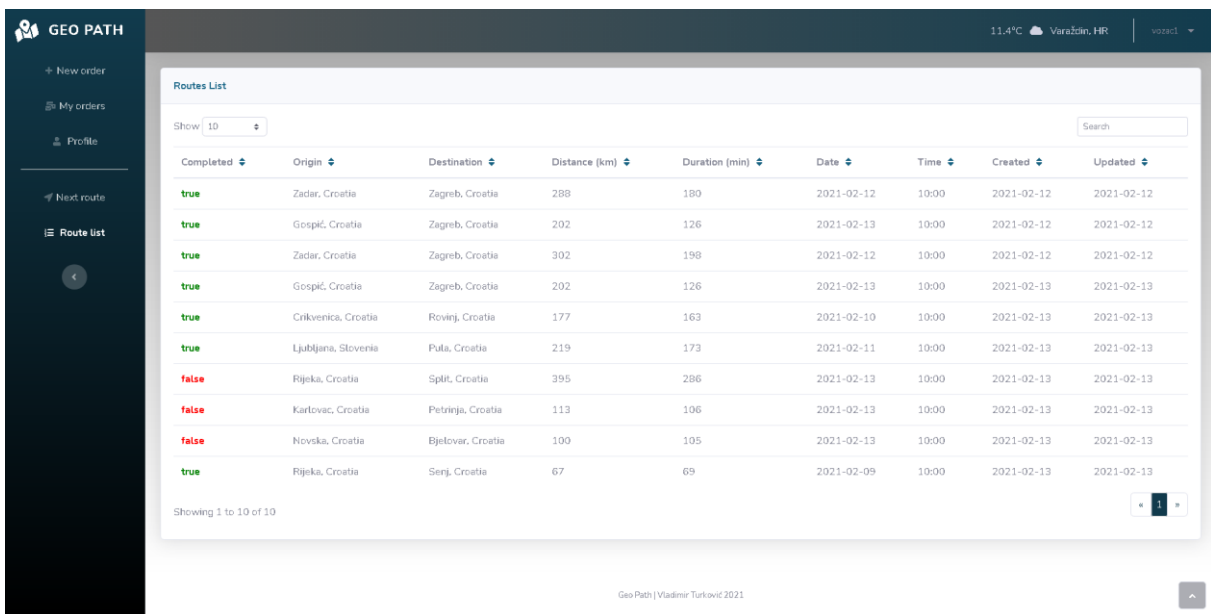 GEO PATH
11.4°C Varaždin, HR
vozac1
+ New order
My orders
Profile
Next route
Route list
Routes List
Show 10
Search
Completed Origin Destination Distance (km) Duration (min) Date Time Created Updated
true Zadar, Croatia Zagreb, Croatia 288 180 2021-02-12 10:00 2021-02-12 2021-02-12
true Gospić, Croatia Zagreb, Croatia 202 126 2021-02-13 10:00 2021-02-12 2021-02-12
true Zadar, Croatia Zagreb, Croatia 302 198 2021-02-12 10:00 2021-02-12 2021-02-12
true Gospić, Croatia Zagreb, Croatia 202 126 2021-02-13 10:00 2021-02-13 2021-02-13
true Crikvenica, Croatia Rovinj, Croatia 177 163 2021-02-10 10:00 2021-02-13 2021-02-13
true Ljubljana, Slovenia Pula, Croatia 219 173 2021-02-11 10:00 2021-02-13 2021-02-13
false Rijeka, Croatia Split, Croatia 395 286 2021-02-13 10:00 2021-02-13 2021-02-13
false Karlovac, Croatia Petrinja, Croatia 113 106 2021-02-13 10:00 2021-02-13 2021-02-13
false Novska, Croatia Bjelovar, Croatia 100 105 2021-02-13 10:00 2021-02-13 2021-02-13
true Rijeka, Croatia Senj, Croatia 67 69 2021-02-09 10:00 2021-02-13 2021-02-13
Showing 1 to 10 of 10
« 1 »
Geo Path | Vladimir Turković 2021